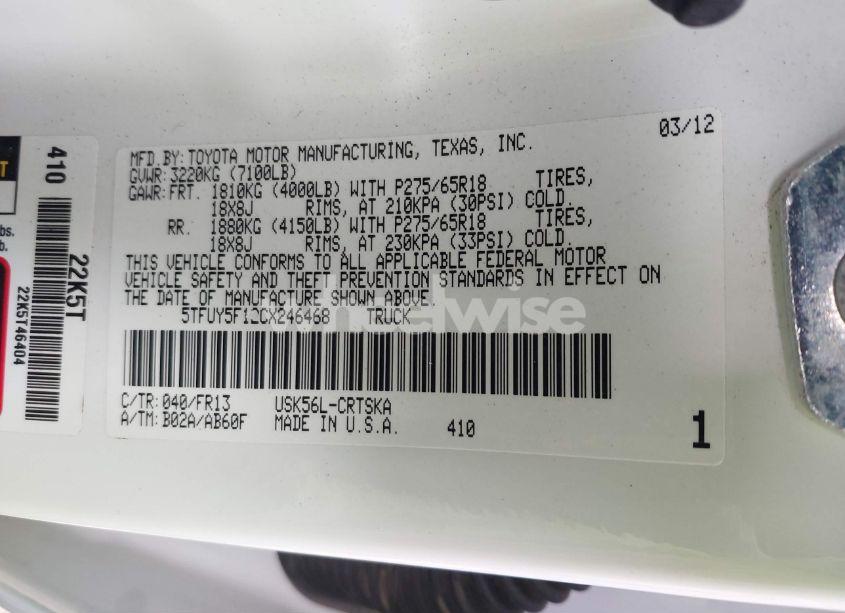 03/12
MFD.BY:TOYOTA MOTOR MANUFACTURING, TEXAS, INC.
GVWR:3220KG (7100LB)
GAWR:FRT. 1810KG (4000LB) WITH P275/65R18 TIRES,
18X8J RIMS, AT 210KPA (30PSI) COLD.
RR. 1880KG (4150LB) WITH P275/65R18 TIRES,
18X8J RIMS, AT 230KPA (33PSI) COLD.
THIS VEHICLE CONFORMS TO ALL APPLICABLE FEDERAL MOTOR
VEHICLE SAFETY AND THEFT PREVENTION STANDARDS IN EFFECT ON
THE DATE OF MANUFACTURE SHOWN ABOVE.
TRUCK
C/TR:040/FR13 USK56L-CRTSKA
A/TM:B02A/AB60F MADE IN U.S.A. 410
1
410
22K5T
22K5T46404
lbs.
b.
T
wheelwise